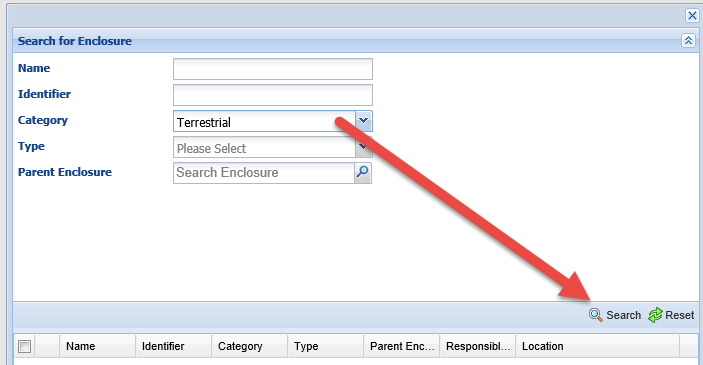 Search for Enclosure
Name
Identifier
Category Terrestrial
Type Please Select
Parent Enclosure Search Enclosure
Search Reset
Name Identifier Category Type Parent Enc... Responsibl... Location